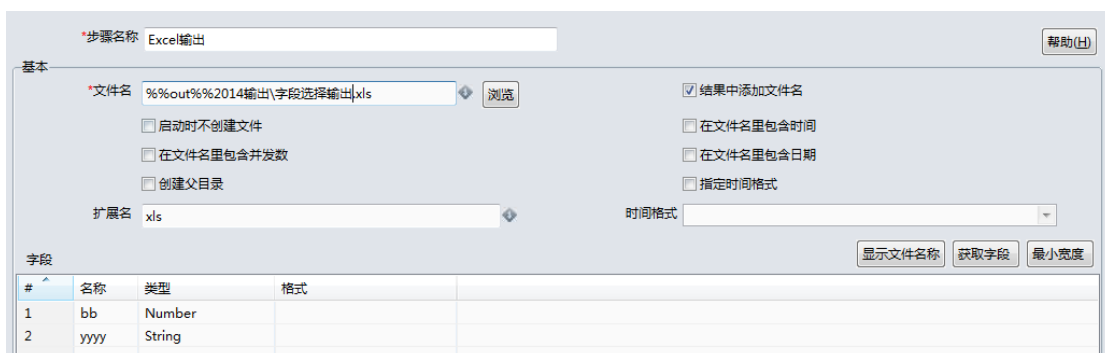 *步骤名称 Excel输出 帮助(H)
基本
*文件名 %%out%%2014输出\字段选择输出.xls 浏览 结果中添加文件名
启动时不创建文件 在文件名里包含时间
在文件名里包含并发数 在文件名里包含日期
创建父目录 指定时间格式
扩展名 xls 时间格式
字段 显示文件名称 获取字段 最小宽度
# 名称 类型 格式
1 bb Number
2 yyyy String